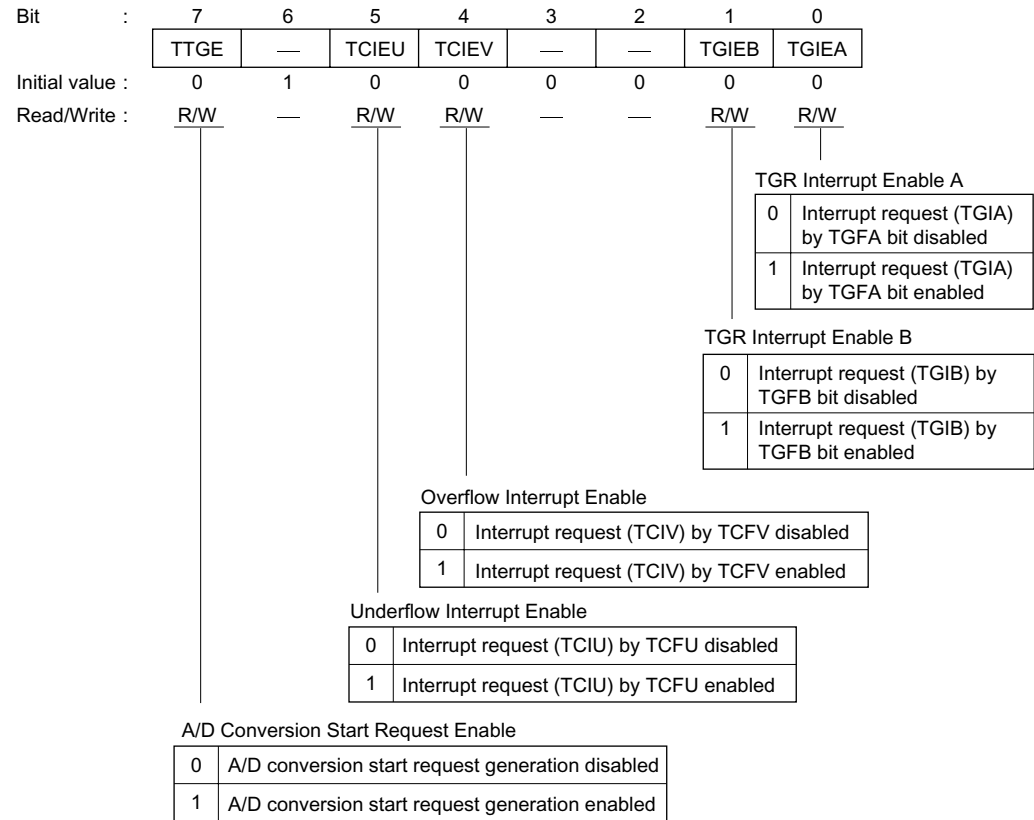 Bit : 7 6 5 4 3 2 1 0
TTGE — TCIEU TCIEV — — TGIEB TGIEA
Initial value : 0 1 0 0 0 0 0 0
Read/Write : R/W — R/W R/W — — R/W R/W
TGR Interrupt Enable A
0 Interrupt request (TGIA)
by TGFA bit disabled
1 Interrupt request (TGIA)
by TGFA bit enabled
TGR Interrupt Enable B
0 Interrupt request (TGIB) by
TGFB bit disabled
1 Interrupt request (TGIB) by
TGFB bit enabled
Overflow Interrupt Enable
0 Interrupt request (TCIV) by TCFV disabled
1 Interrupt request (TCIV) by TCFV enabled
Underflow Interrupt Enable
0 Interrupt request (TCIU) by TCFU disabled
1 Interrupt request (TCIU) by TCFU enabled
A/D Conversion Start Request Enable
0 A/D conversion start request generation disabled
1 A/D conversion start request generation enabled